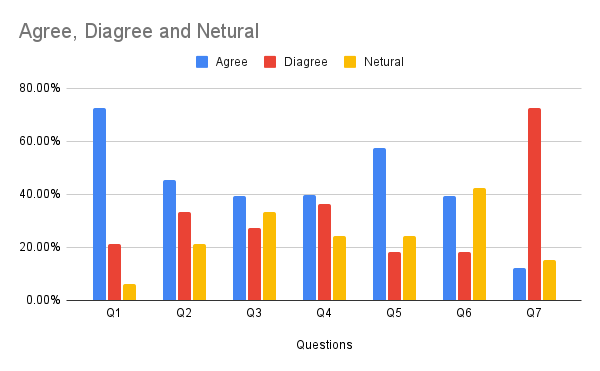 Agree, Diagree and Netural
Agree Diagree Netural
80.00%
60.00%
40.00%
20.00%
0.00%
Q1 Q2 Q3 Q4 Q5 Q6 Q7
Questions